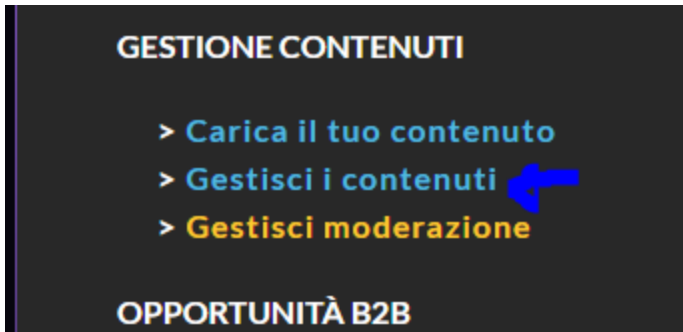 GESTIONE CONTENUTI
> Carica il tuo contenuto
> Gestisci i contenuti
> Gestisci moderazione
OPPORTUNITÀ B2B